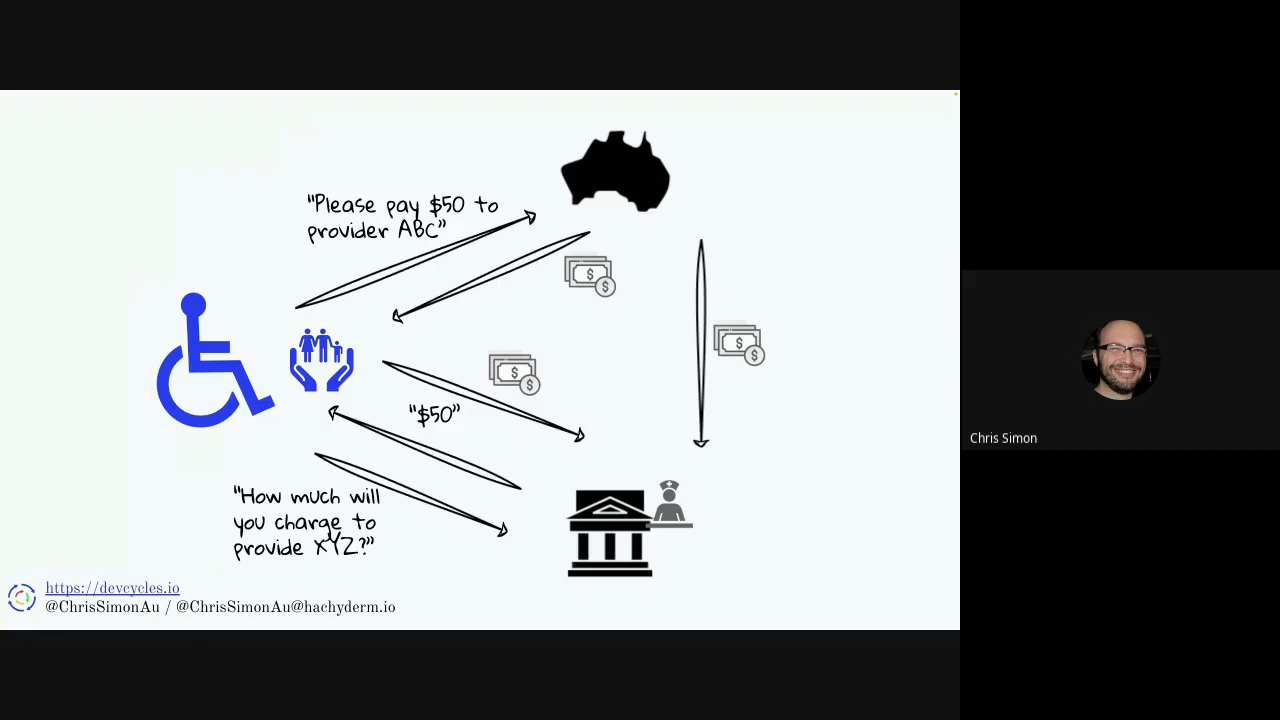 "Please pay $50 to
provider ABC"
"$50"
"How much will
you charge to
provide XYZ?"
https://devcycles.io
@ChrisSimonAu / @ChrisSimonAu@hachyderm.io
Chris Simon